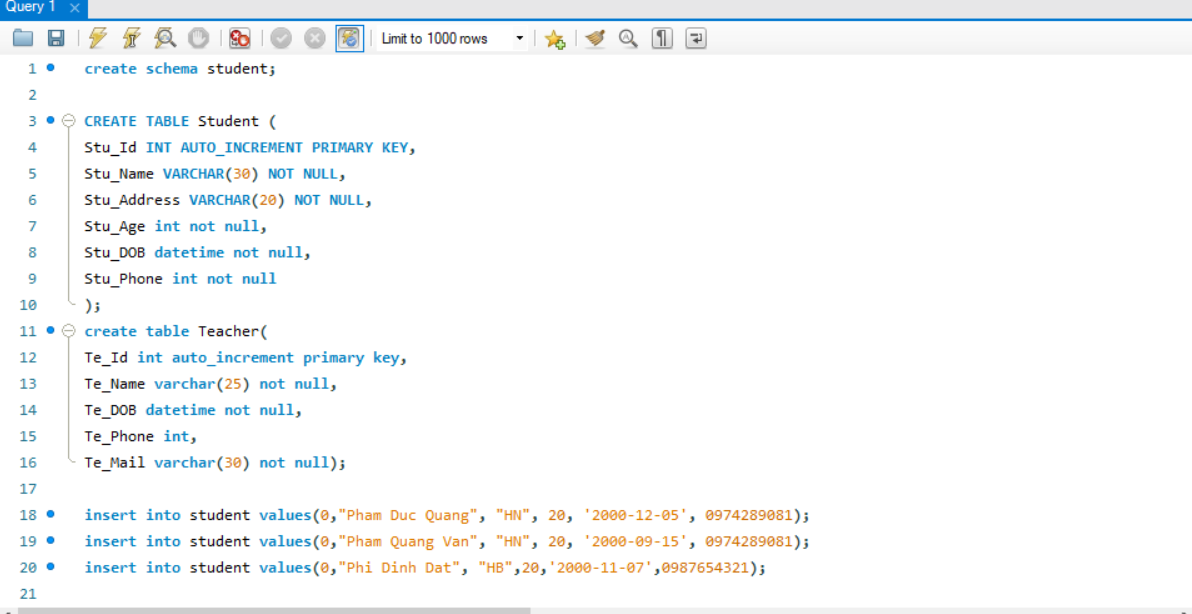 Query 1
Limit to 1000 rows
1 create schema student;
2
3 CREATE TABLE Student (
4 Stu_Id INT AUTO_INCREMENT PRIMARY KEY,
5 Stu_Name VARCHAR(30) NOT NULL,
6 Stu_Address VARCHAR(20) NOT NULL,
7 Stu_Age int not null,
8 Stu_DOB datetime not null,
9 Stu_Phone int not null
10 );
11 create table Teacher(
12 Te_Id int auto_increment primary key,
13 Te_Name varchar(25) not null,
14 Te_DOB datetime not null,
15 Te_Phone int,
16 Te_Mail varchar(30) not null);
17
18 insert into student values(0,"Pham Duc Quang", "HN", 20, '2000-12-05', 0974289081);
19 insert into student values(0,"Pham Quang Van", "HN", 20, '2000-09-15', 0974289081);
20 insert into student values(0,"Phi Dinh Dat", "HB",20,'2000-11-07',0987654321);
21